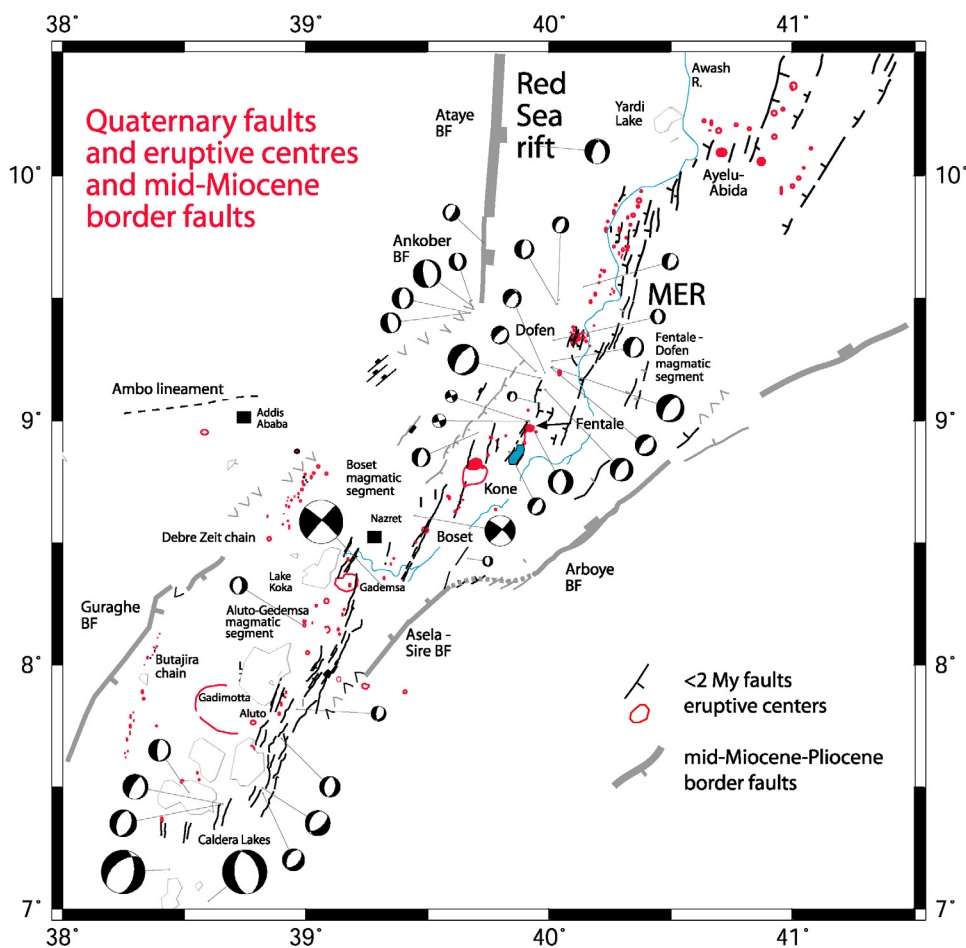 38˚
39˚
40˚
41˚
Quaternary faults
and eruptive centres
and mid-Miocene
border faults
Ataye
BF
Red
Sea
rift
Awash
R.
Yardi
Lake
Ayelu-
Abida
10˚
10˚
Ankober
BF
MER
Dofen
Fentale -
Dofen
magmatic
segment
Ambo lineament
Addis
Ababa
9˚
9˚
Fentale
Boset
magmatic
segment
Kone
Nazret
Boset
Debre Zeit chain
Lake
Koka
Gademsa
Arboye
BF
Guraghe
BF
Aluto-Gedemsa
magmatic
segment
Asela -
Sire BF
8˚
8˚
Butajira
chain
Gadimotta
Aluto
<2 My faults
eruptive centers
mid-Miocene-Pliocene
border faults
Caldera Lakes
7˚
7˚
38˚
39˚
40˚
41˚